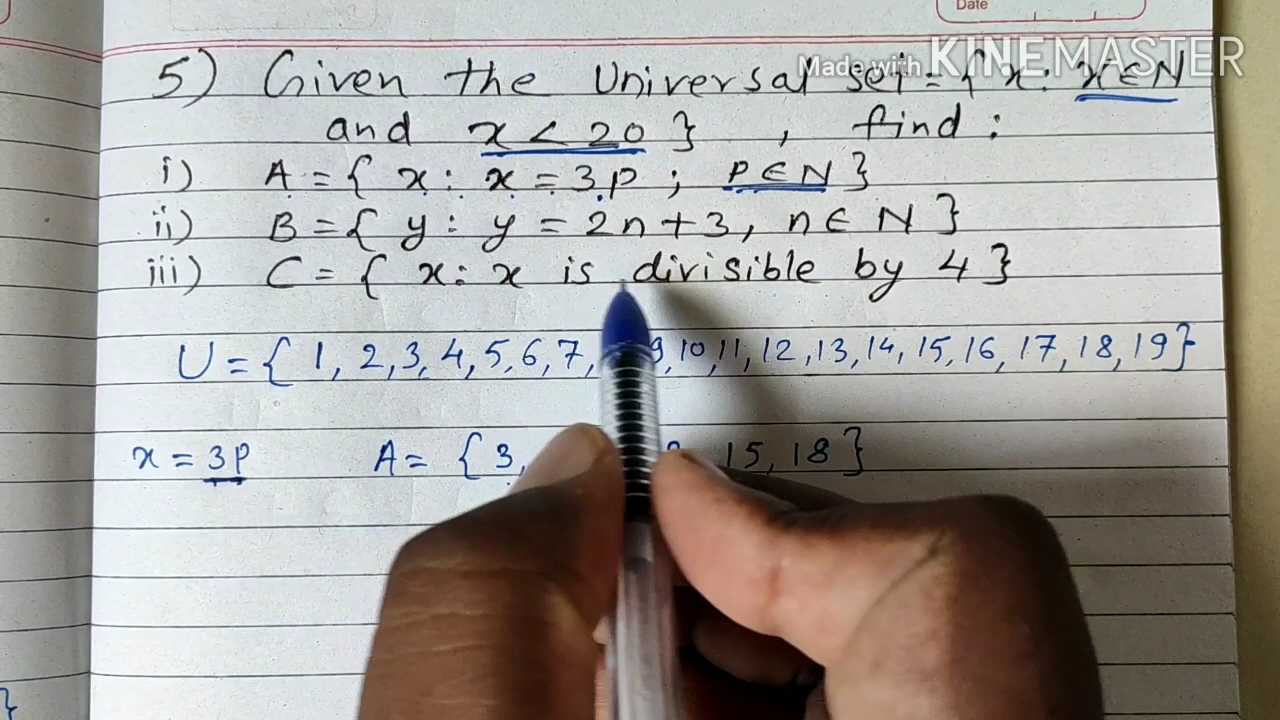 Date
Made with KINEMASTER
5) Given the Universal set = { x : x ∈ N
and x < 20 } , find :
i) A = { x : x = 3p ; p ∈ N }
ii) B = { y : y = 2n + 3, n ∈ N }
iii) C = { x : x is divisible by 4 }
U = { 1, 2, 3, 4, 5, 6, 7, 9, 10, 11, 12, 13, 14, 15, 16, 17, 18, 19 }
x = 3p A = { 3, , 15, 18 }
}